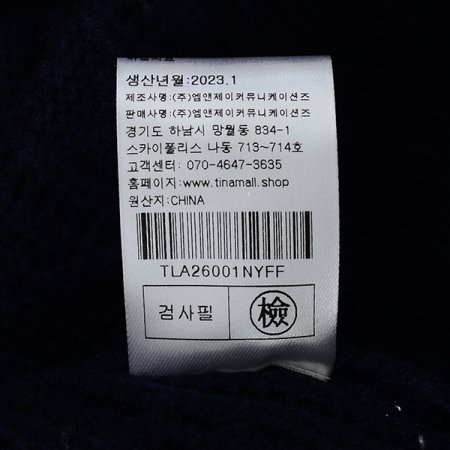 생산년월:2023.1
제조사명:(주)엠앤제이커뮤니케이션즈
판매사명:(주)엠앤제이커뮤니케이션즈
경기도 하남시 망월동 834-1
스카이폴리스 나동 713~714호
고객센터: 070-4647-3635
홈페이지:www.tinamall.shop
원산지:CHINA
TLA26001NYFF
검사필 檢